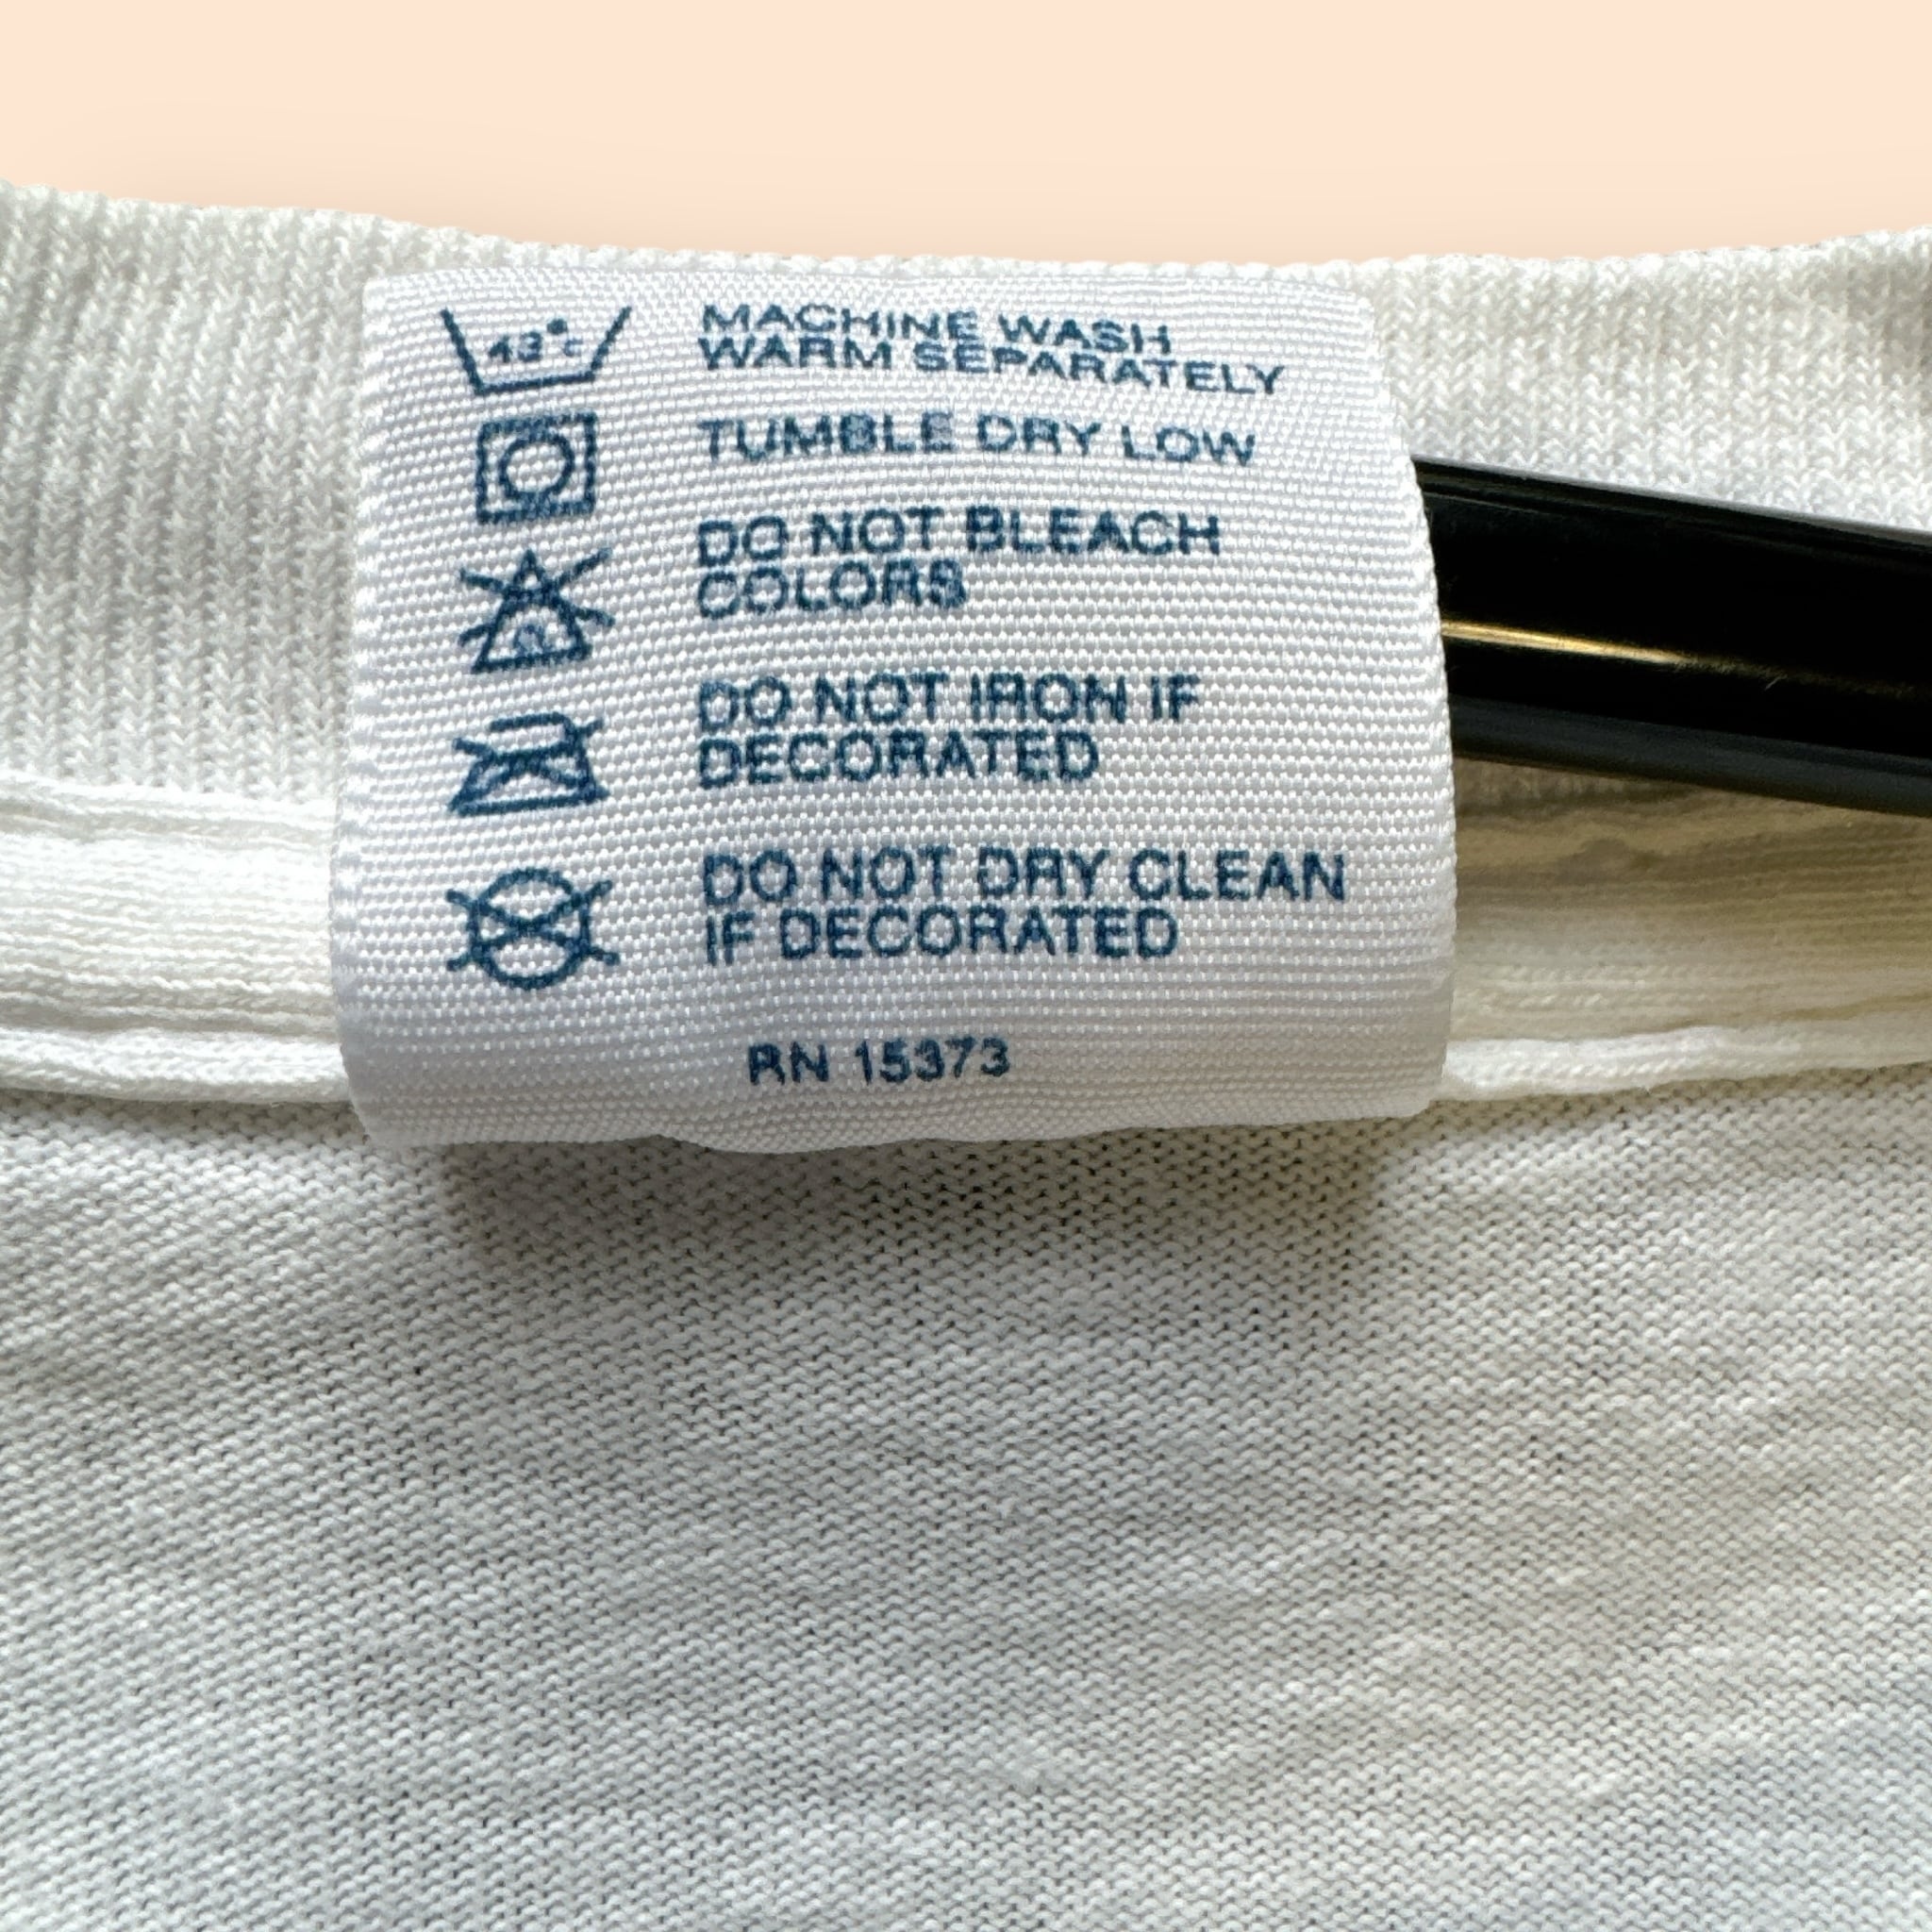 MACHINE WASH
WARM SEPARATELY
TUMBLE DRY LOW
DO NOT BLEACH
COLORS
DO NOT IRON IF
DECORATED
DO NOT DRY CLEAN
IF DECORATED
RN 15373